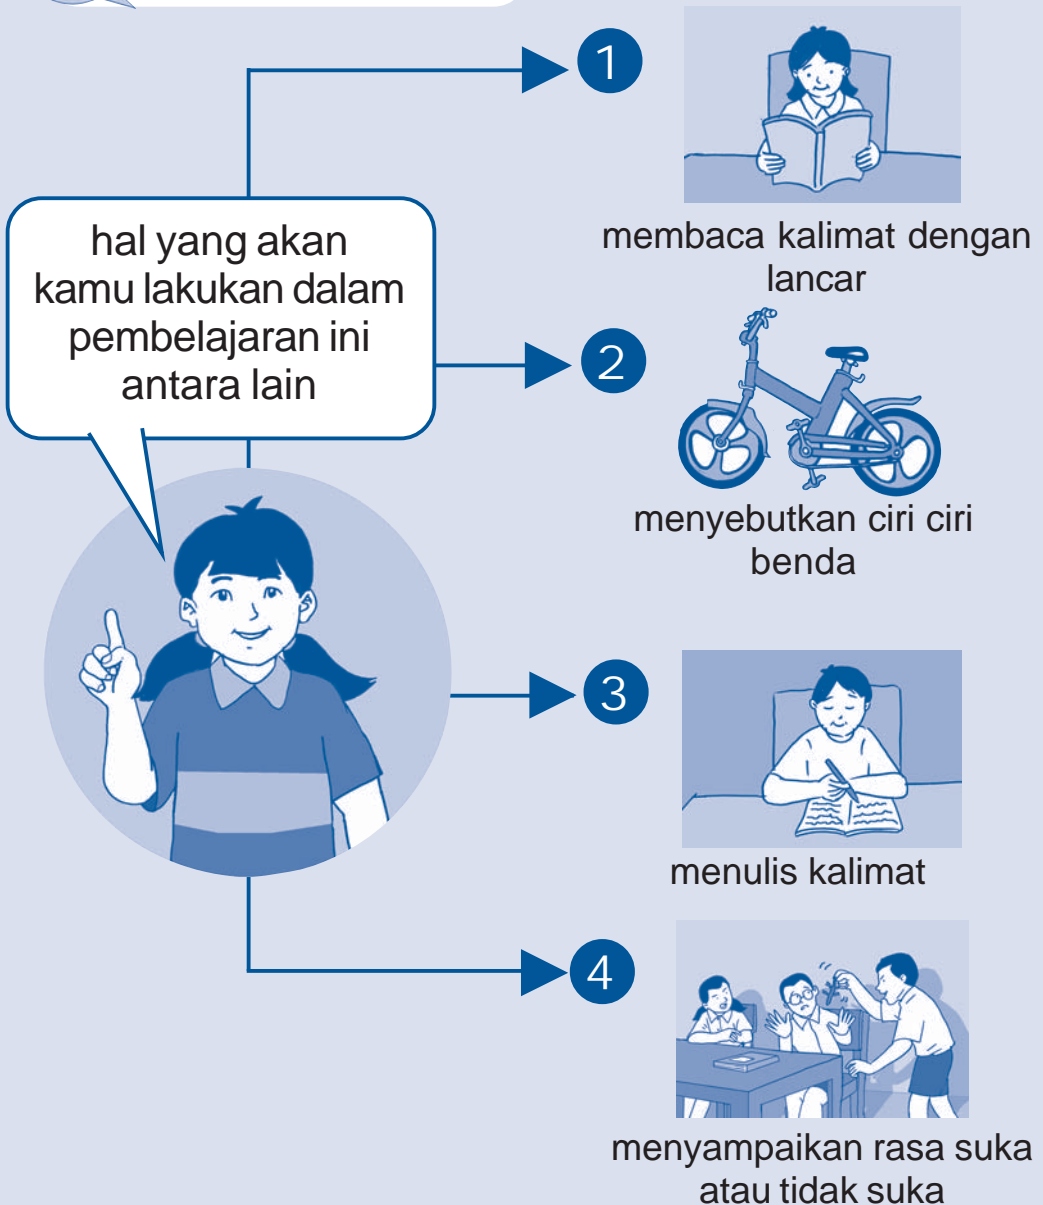 hal yang akan
kamu lakukan dalam
pembelajaran ini
antara lain
1
membaca kalimat dengan
lancar
2
menyebutkan ciri ciri
benda
3
menulis kalimat
4
menyampaikan rasa suka
atau tidak suka